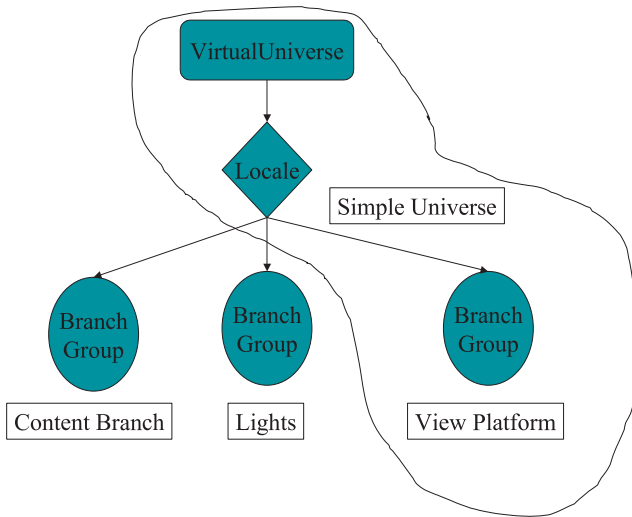 VirtualUniverse
Locale
Simple Universe
Branch
Group
Branch
Group
Branch
Group
Content Branch
Lights
View Platform